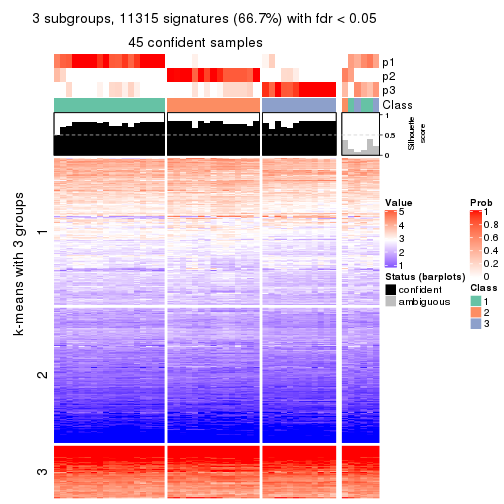 3 subgroups, 11315 signatures (66.7%) with fdr < 0.05
45 confident samples
p1
p2
p3
Class
1
0.5
0
Silhouette
score
k-means with 3 groups
1
2
3
Value
5
4
3
2
1
Status (barplots)
confident
ambiguous
Prob
1
0.8
0.6
0.4
0.2
0
Class
1
2
3